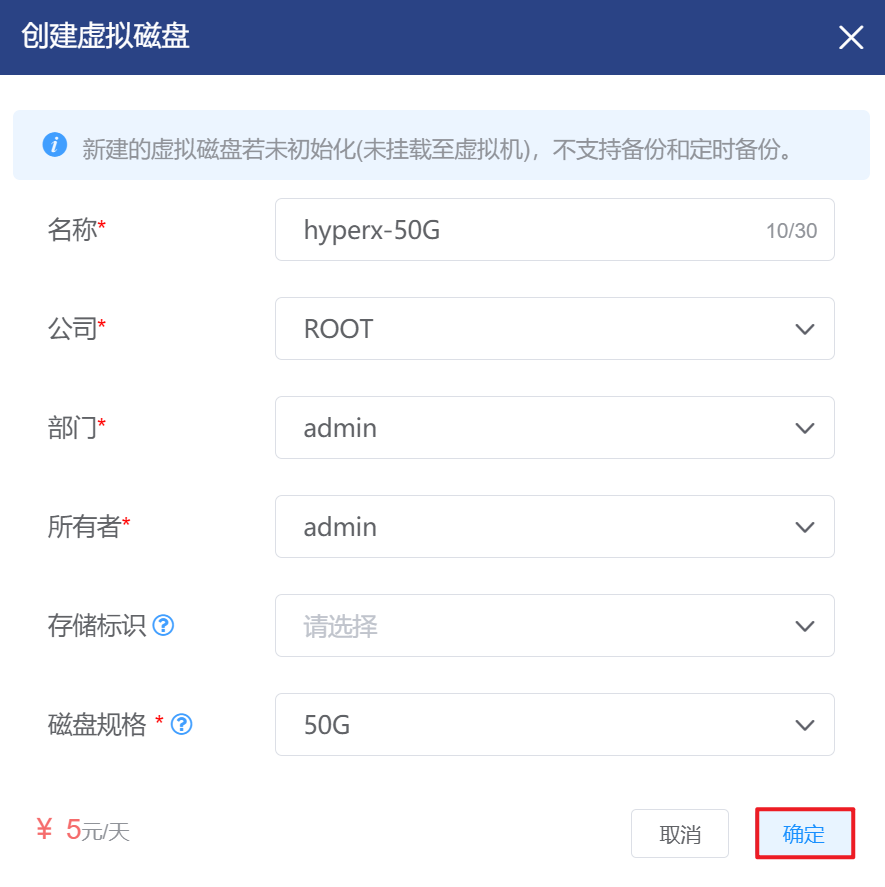 创建虚拟磁盘
新建的虚拟磁盘若未初始化(未挂载至虚拟机)，不支持备份和定时备份。
名称* hyperx-50G 10/30
公司* ROOT
部门* admin
所有者* admin
存储标识 请选择
磁盘规格 * 50G
¥ 5元/天 取消 确定